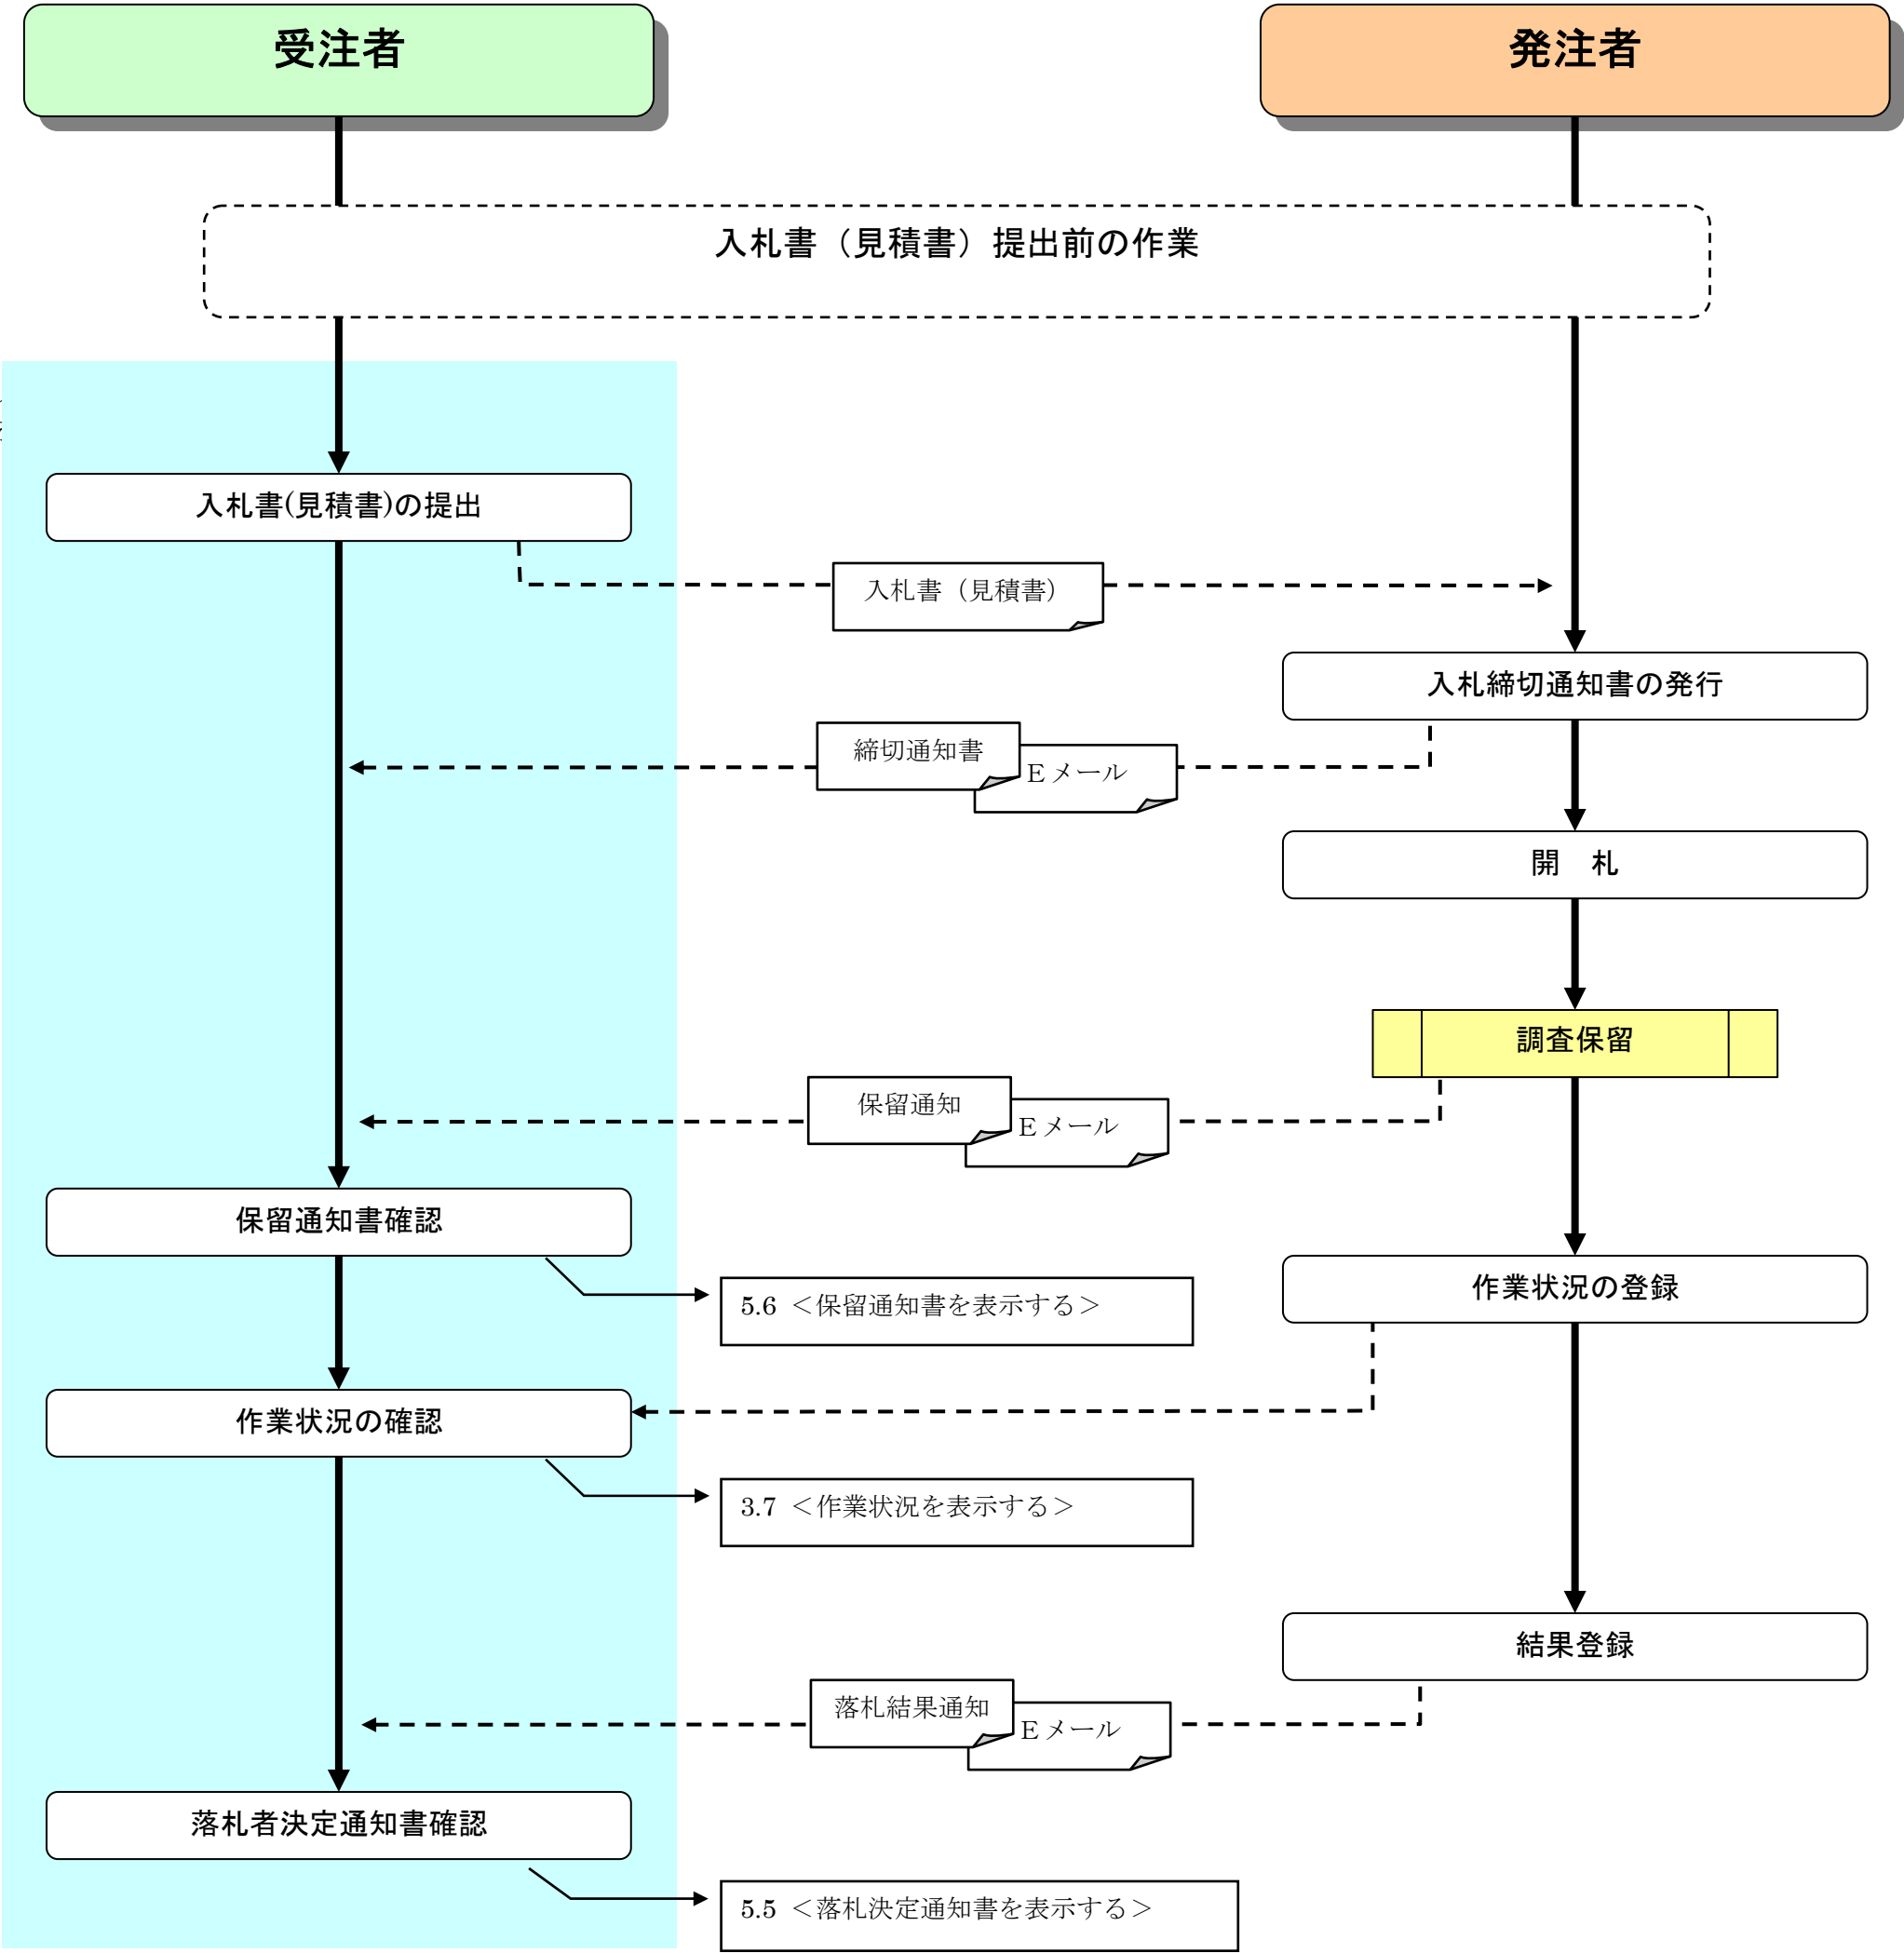 受注者
発注者
入札書（見積書）提出前の作業
入札書(見積書)の提出
入札書（見積書）
入札締切通知書の発行
締切通知書
Ｅメール
開　札
調査保留
保留通知
Ｅメール
保留通知書確認
作業状況の登録
5.6 ＜保留通知書を表示する＞
作業状況の確認
3.7 ＜作業状況を表示する＞
結果登録
落札結果通知
Ｅメール
落札者決定通知書確認
5.5 ＜落札決定通知書を表示する＞